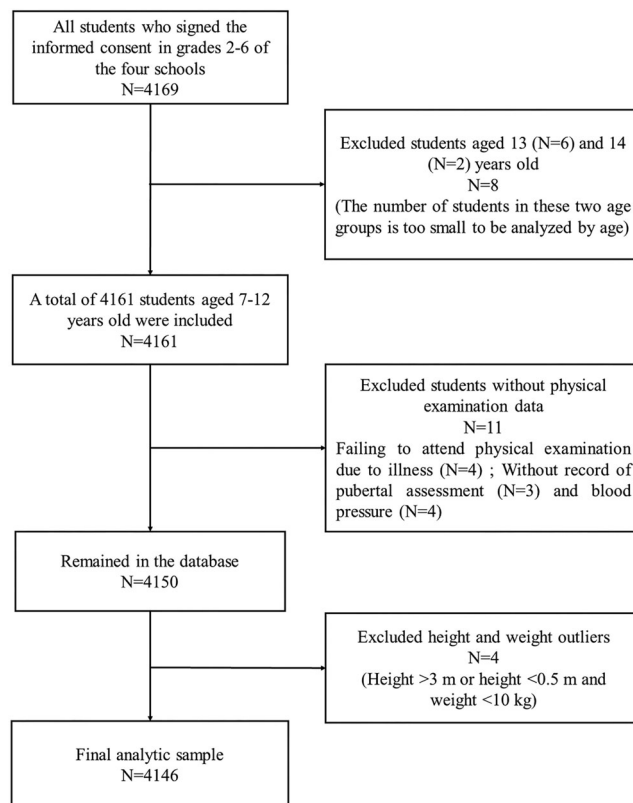 All students who signed the
informed consent in grades 2-6 of
the four schools
N=4169
Excluded students aged 13 (N=6) and 14
(N=2) years old
N=8
(The number of students in these two age
groups is too small to be analyzed by age)
A total of 4161 students aged 7-12
years old were included
N=4161
Excluded students without physical
examination data
N=11
Failing to attend physical examination
due to illness (N=4) ; Without record of
pubertal assessment (N=3) and blood
pressure (N=4)
Remained in the database
N=4150
Excluded height and weight outliers
N=4
(Height >3 m or height <0.5 m and
weight <10 kg)
Final analytic sample
N=4146